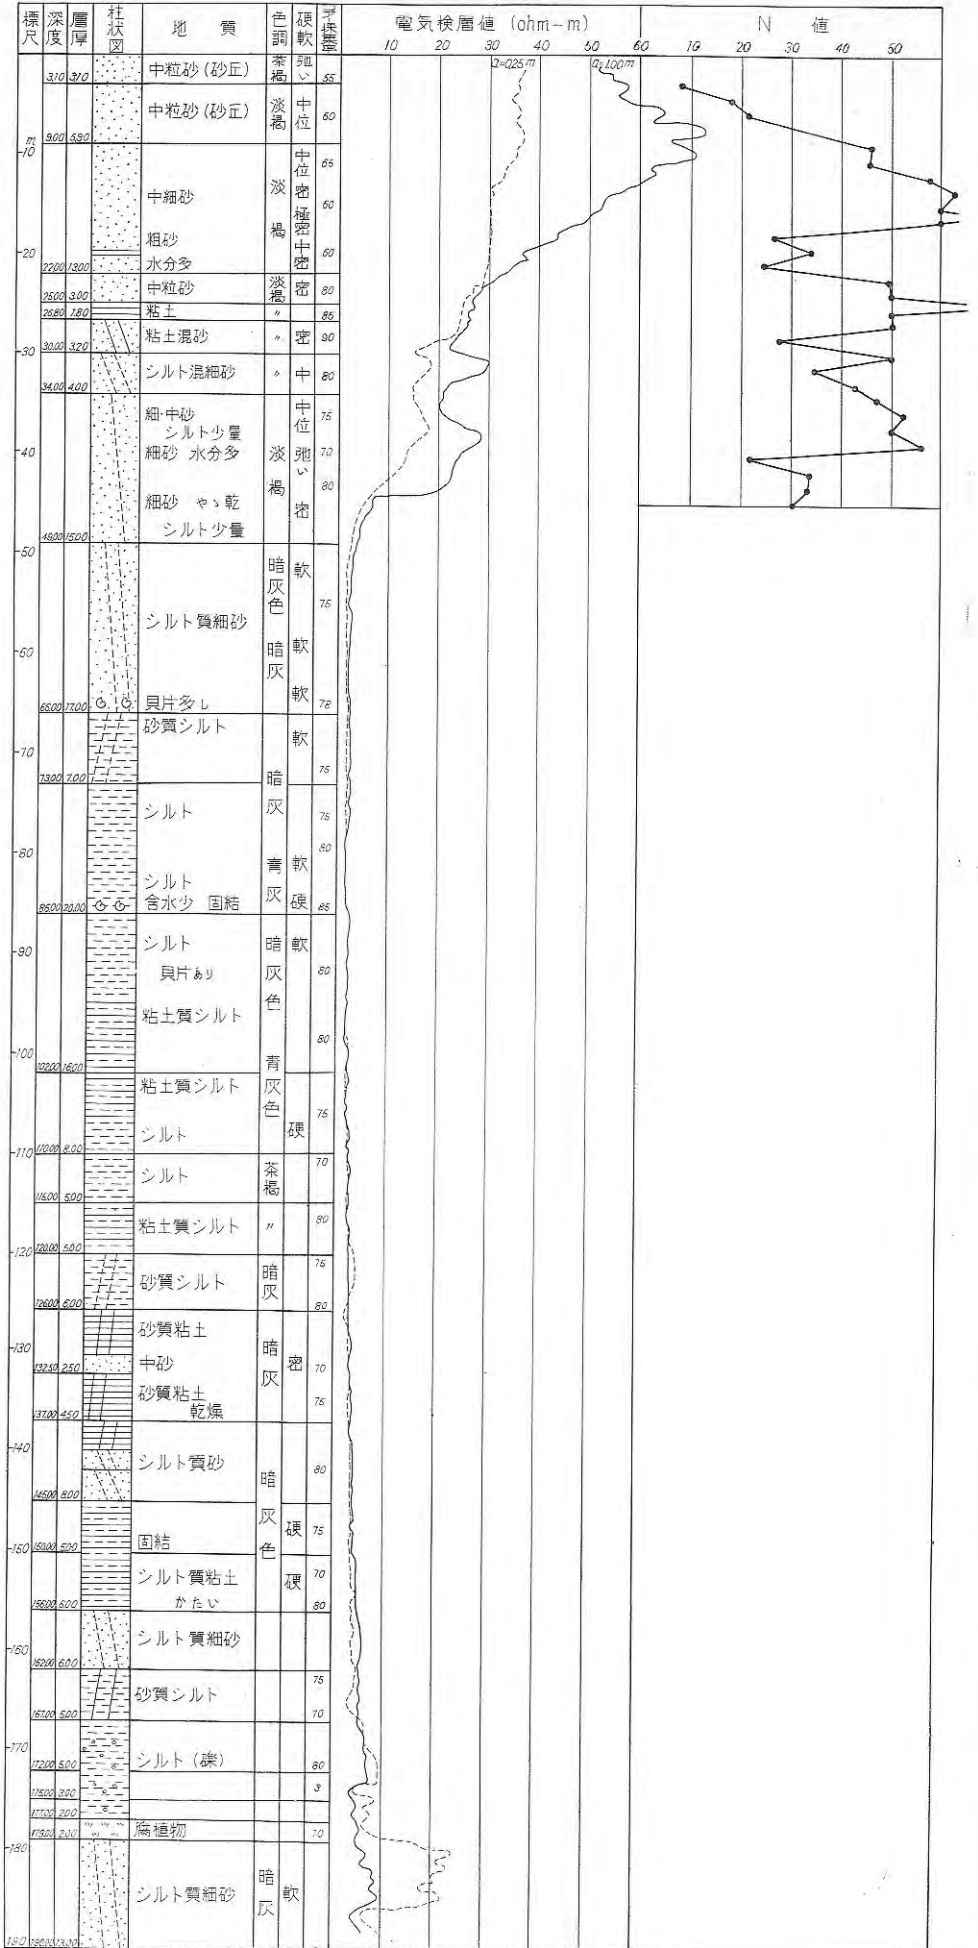 標尺 深度 層厚 柱状図 地質 色調 硬軟
電気検層値 (ohm-m)
N 値
10 20 30 40 50 60 10 20 30 40 50
a=0.25m a=1.00m
3.10 3.10 中粒砂 (砂丘) 茶褐 弛い 55
中粒砂 (砂丘) 淡褐 中位 60
m 9.00 5.90
-10
中位 65
中細砂 淡褐 密 60
極密
粗砂
中密 60
-20
水分多
22.00 13.00
中粒砂 淡褐 密 80
25.00 3.00
26.80 1.80 粘土 〃 85
粘土混砂 〃 密 90
-30 30.00 3.20
シルト混細砂 〃 中 80
34.00 4.00
細・中砂 中位 75
シルト少量
-40
細砂 水分多 淡褐 弛い 70
80
細砂 やゝ乾 密
シルト少量
49.00 15.00
-50
暗灰色 軟
75
シルト質細砂
-60
暗灰 軟
貝片多し 軟 78
66.00 17.00
砂質シルト 軟
-70
75
73.00 7.00
暗灰
シルト 75
-80
80
青灰 軟
シルト
含水少 固結 硬 85
86.00 20.00
シルト 暗灰色 軟
-90
貝片あり 80
粘土質シルト
80
-100
青灰色
102.00 16.00
粘土質シルト
75
シルト 硬
-110 110.00 8.00
シルト 茶褐 70
115.00 5.00
粘土質シルト 〃 80
-120 120.00 5.00
砂質シルト 暗灰 75
126.00 6.00 80
砂質粘土 暗灰
-130
中砂 密 70
132.50 2.50
砂質粘土 75
乾燥
137.00 4.50
-140
シルト質砂 暗灰色 80
145.00 8.00
固結 硬 75
-150 150.00 5.00
シルト質粘土 硬 70
かたい 80
156.00 6.00
シルト質細砂
-160
162.00 6.00
砂質シルト 75
167.00 5.00 70
-170
シルト (礫) 80
172.00 5.00
175.00 3.00
177.00 2.00
腐植物 70
179.00 2.00
-180
シルト質細砂 暗灰 軟
190